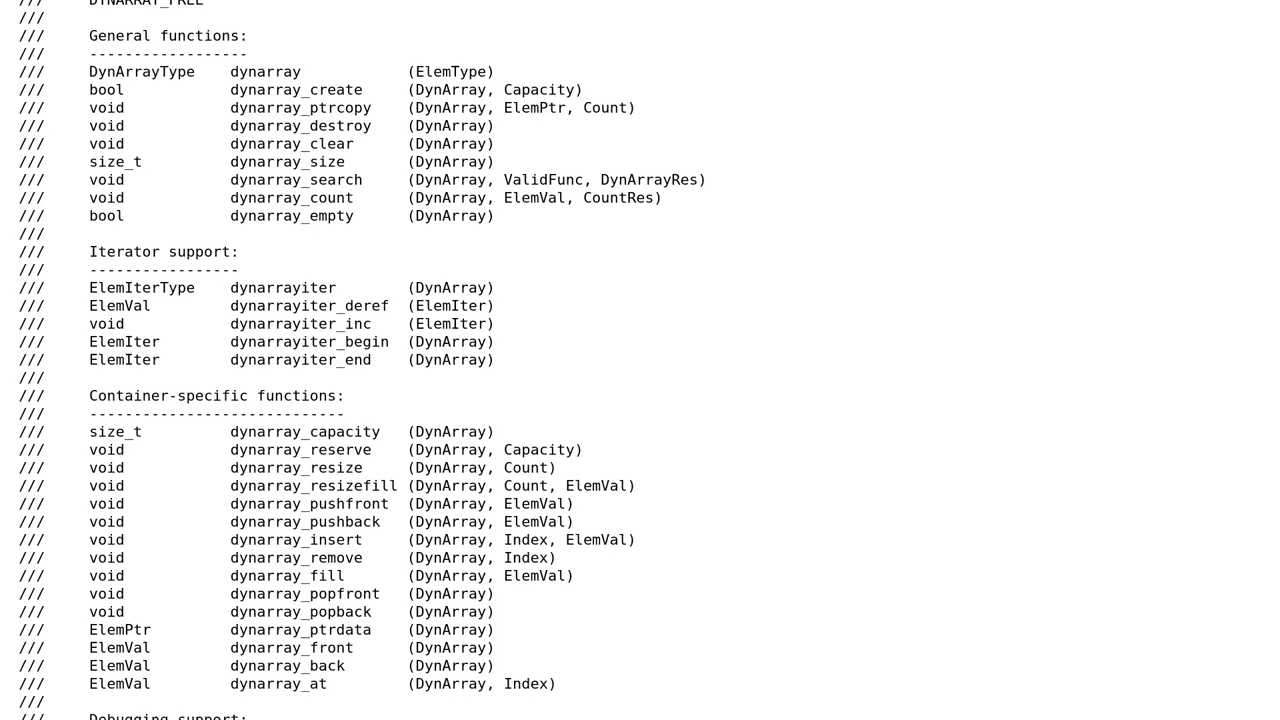 ///     DYNARRAY_FREE
///
///     General functions:
///     ------------------
///     DynArrayType    dynarray            (ElemType)
///     bool            dynarray_create     (DynArray, Capacity)
///     void            dynarray_ptrcopy    (DynArray, ElemPtr, Count)
///     void            dynarray_destroy    (DynArray)
///     void            dynarray_clear      (DynArray)
///     size_t          dynarray_size       (DynArray)
///     void            dynarray_search     (DynArray, ValidFunc, DynArrayRes)
///     void            dynarray_count      (DynArray, ElemVal, CountRes)
///     bool            dynarray_empty      (DynArray)
///
///     Iterator support:
///     -----------------
///     ElemIterType    dynarrayiter        (DynArray)
///     ElemVal         dynarrayiter_deref  (ElemIter)
///     void            dynarrayiter_inc    (ElemIter)
///     ElemIter        dynarrayiter_begin  (DynArray)
///     ElemIter        dynarrayiter_end    (DynArray)
///
///     Container-specific functions:
///     -----------------------------
///     size_t          dynarray_capacity   (DynArray)
///     void            dynarray_reserve    (DynArray, Capacity)
///     void            dynarray_resize     (DynArray, Count)
///     void            dynarray_resizefill (DynArray, Count, ElemVal)
///     void            dynarray_pushfront  (DynArray, ElemVal)
///     void            dynarray_pushback   (DynArray, ElemVal)
///     void            dynarray_insert     (DynArray, Index, ElemVal)
///     void            dynarray_remove     (DynArray, Index)
///     void            dynarray_fill       (DynArray, ElemVal)
///     void            dynarray_popfront   (DynArray)
///     void            dynarray_popback    (DynArray)
///     ElemPtr         dynarray_ptrdata    (DynArray)
///     ElemVal         dynarray_front      (DynArray)
///     ElemVal         dynarray_back       (DynArray)
///     ElemVal         dynarray_at         (DynArray, Index)
///
///     Debugging support: